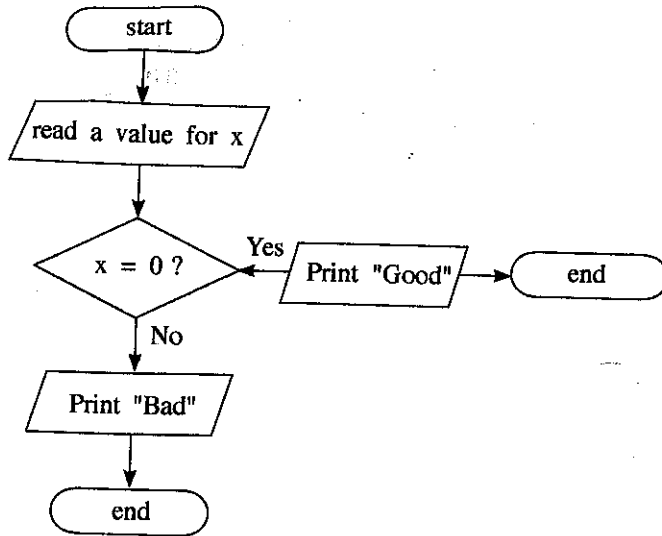 start
read a value for x
x = 0 ?
Yes
Print "Good"
end
No
Print "Bad"
end